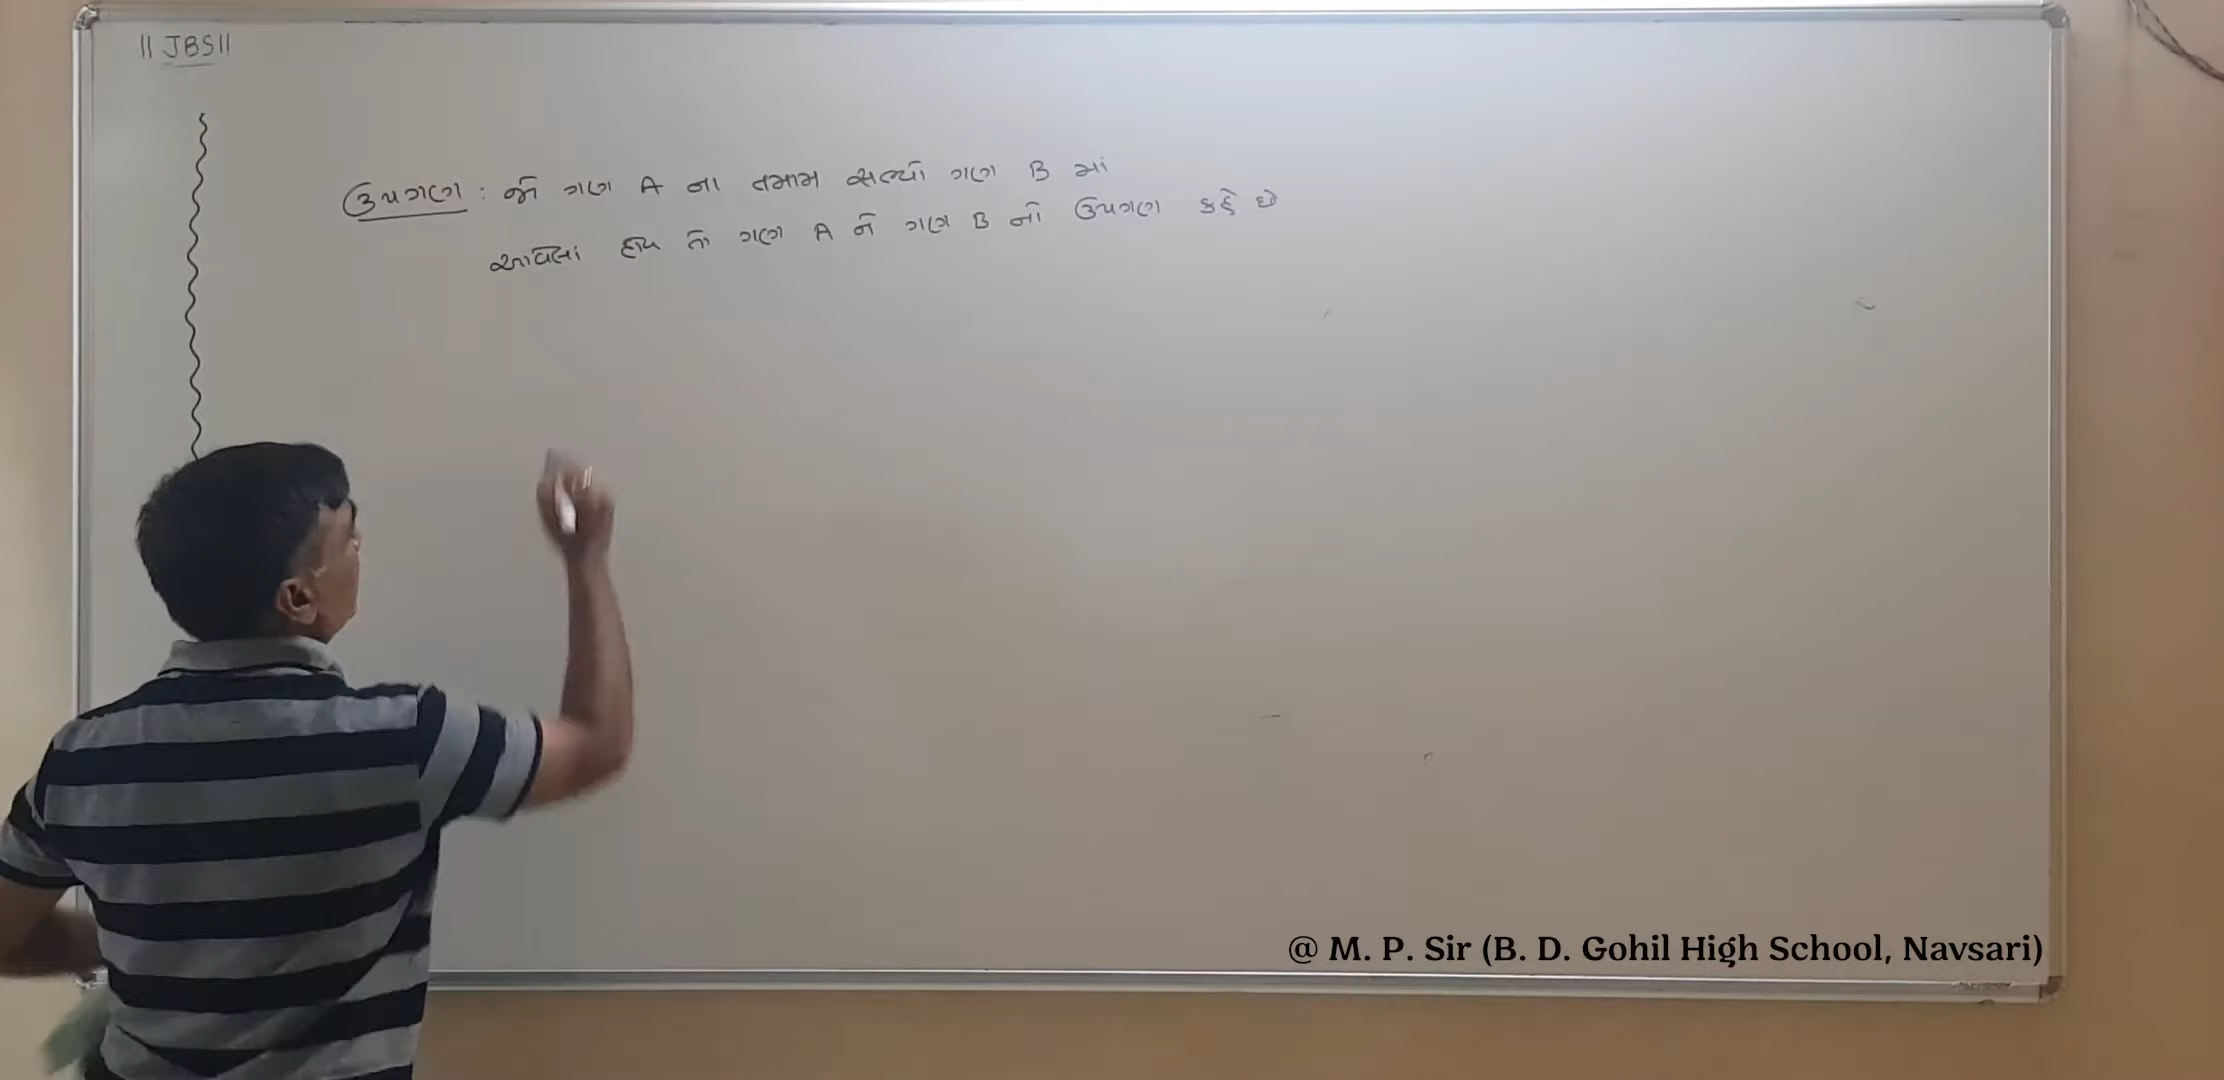 || JBS ||
ઉપગણ : જો ગણ A ના તમામ સભ્યો ગણ B માં
આવેલાં હોય તો ગણ A ને ગણ B નો ઉપગણ કહે છે
@ M. P. Sir (B. D. Gohil High School, Navsari)